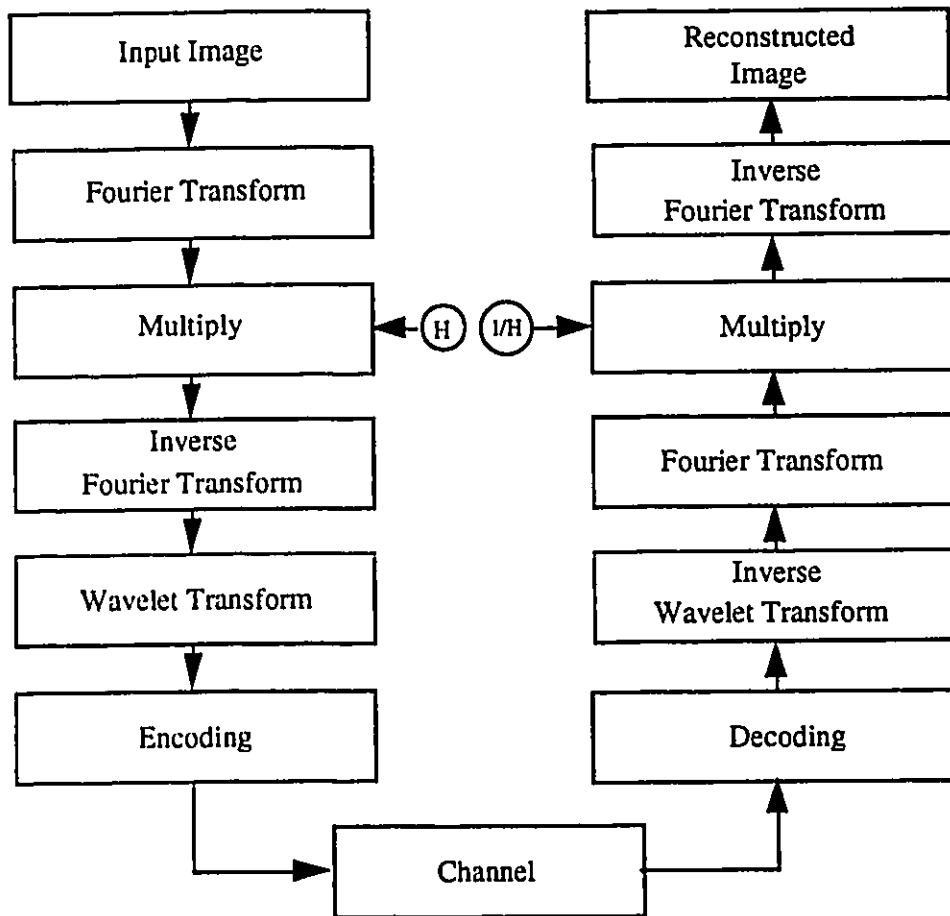 Input Image
Fourier Transform
Multiply
H
Inverse
Fourier Transform
Wavelet Transform
Encoding
Channel
Decoding
Inverse
Wavelet Transform
Fourier Transform
Multiply
1/H
Inverse
Fourier Transform
Reconstructed
Image